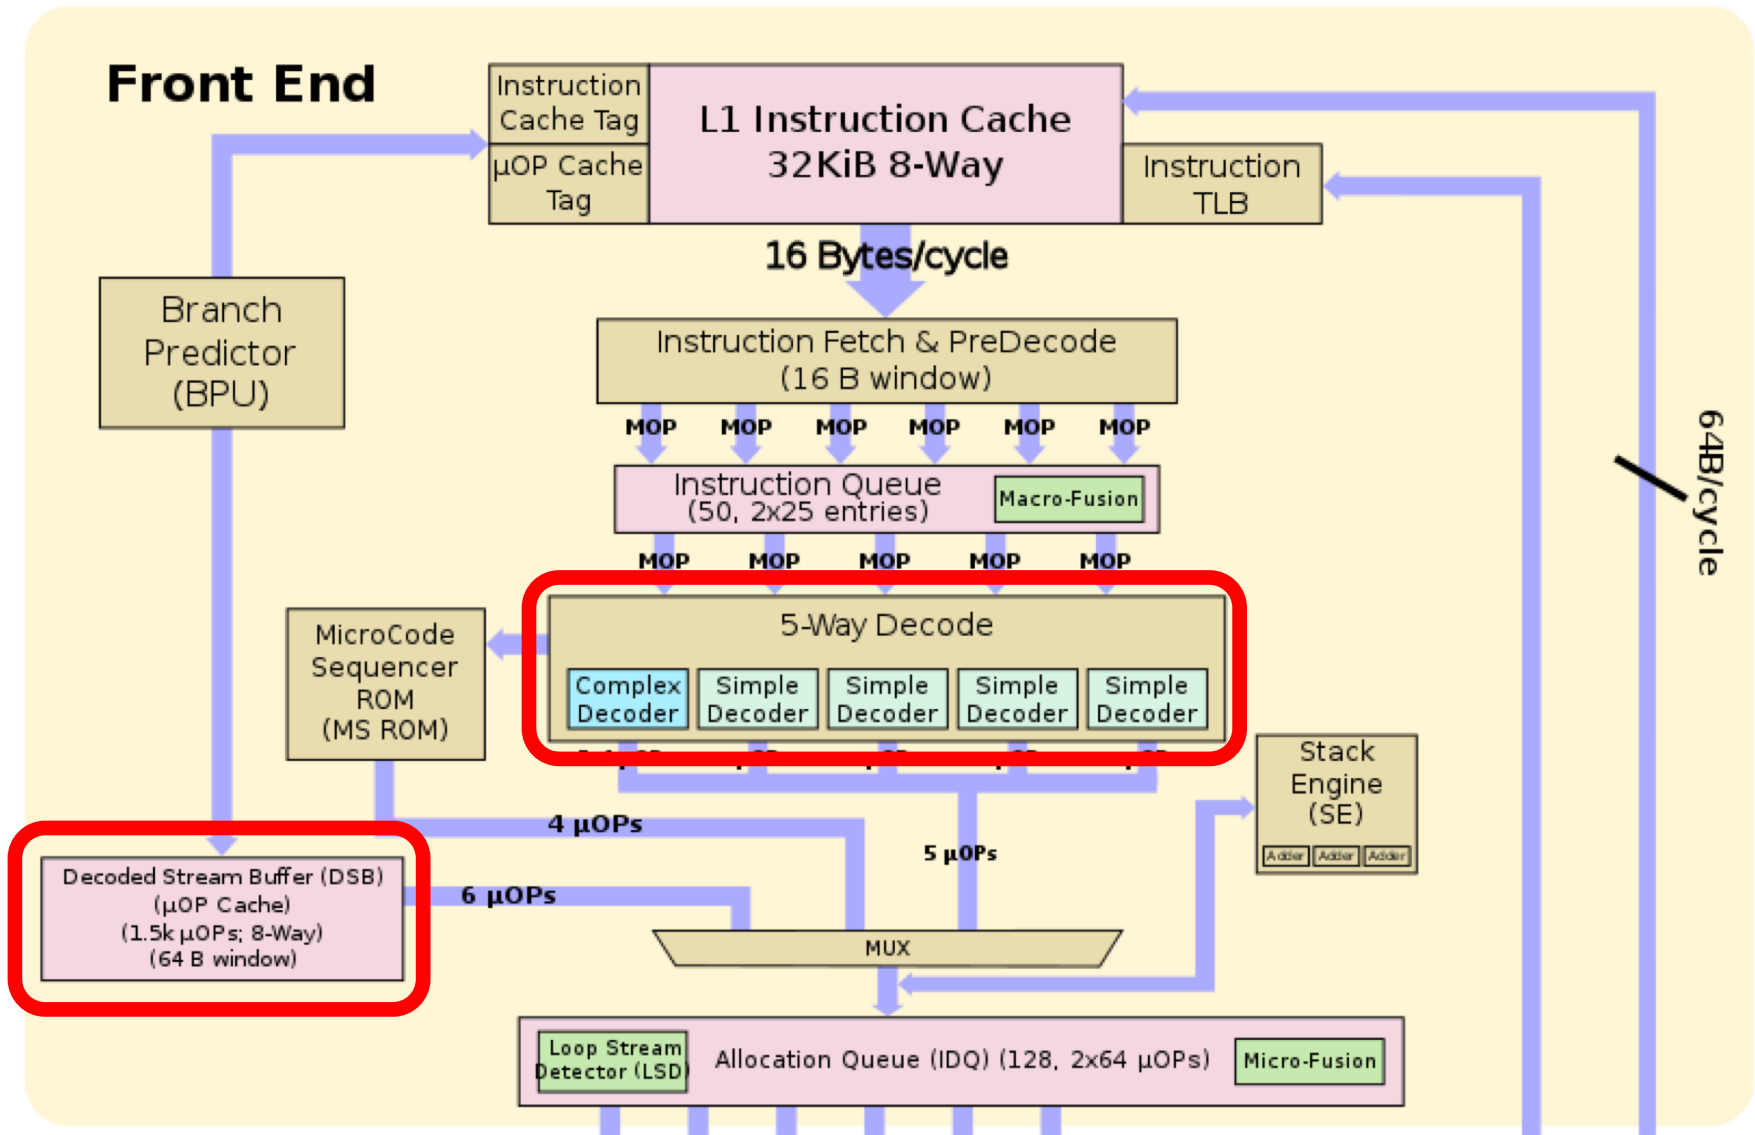 Front End
Instruction
Cache Tag
µOP Cache
Tag
L1 Instruction Cache
32KiB 8-Way
Instruction
TLB
16 Bytes/cycle
Branch
Predictor
(BPU)
Instruction Fetch & PreDecode
(16 B window)
MOP MOP MOP MOP MOP MOP
Instruction Queue
(50, 2x25 entries)
Macro-Fusion
64B/cycle
MOP MOP MOP MOP MOP
5-Way Decode
Complex
Decoder
Simple
Decoder
Simple
Decoder
Simple
Decoder
Simple
Decoder
MicroCode
Sequencer
ROM
(MS ROM)
Stack
Engine
(SE)
Adder Adder Adder
4 µOPs
5 µOPs
Decoded Stream Buffer (DSB)
(µOP Cache)
(1.5k µOPs; 8-Way)
(64 B window)
6 µOPs
MUX
Loop Stream
Detector (LSD)
Allocation Queue (IDQ) (128, 2x64 µOPs)
Micro-Fusion